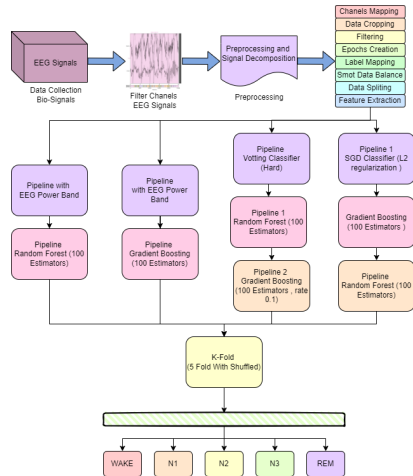 EEG Signals
Data Collection
Bio-Signals
Filter Chanels
EEG Signals
Preprocessing and
Signal Decomposition
Preprocessing
Chanels Mapping
Data Cropping
Filtering
Epochs Creation
Label Mapping
Smot Data Balance
Data Spliting
Feature Extraction
Pipeline with
EEG Power Band
Pipeline
with EEG Power
Band
Pipeline
Votting Classifier
(Hard)
Pipeline 1
SGD Classifier (L2
regularization )
Pipeline
Random Forest (100
Estimators)
Pipeline
Gradient Boosting
(100 Estimators)
Pipeline 1
Random Forest (100
Estimators)
Gradient Boosting
(100 Estimators )
Pipeline 2
Gradient Boosting
(100 Estimators , rate
0.1)
Pipeline
Random Forest (100
Estimators)
K-Fold
(5 Fold With Shuffled)
WAKE
N1
N2
N3
REM